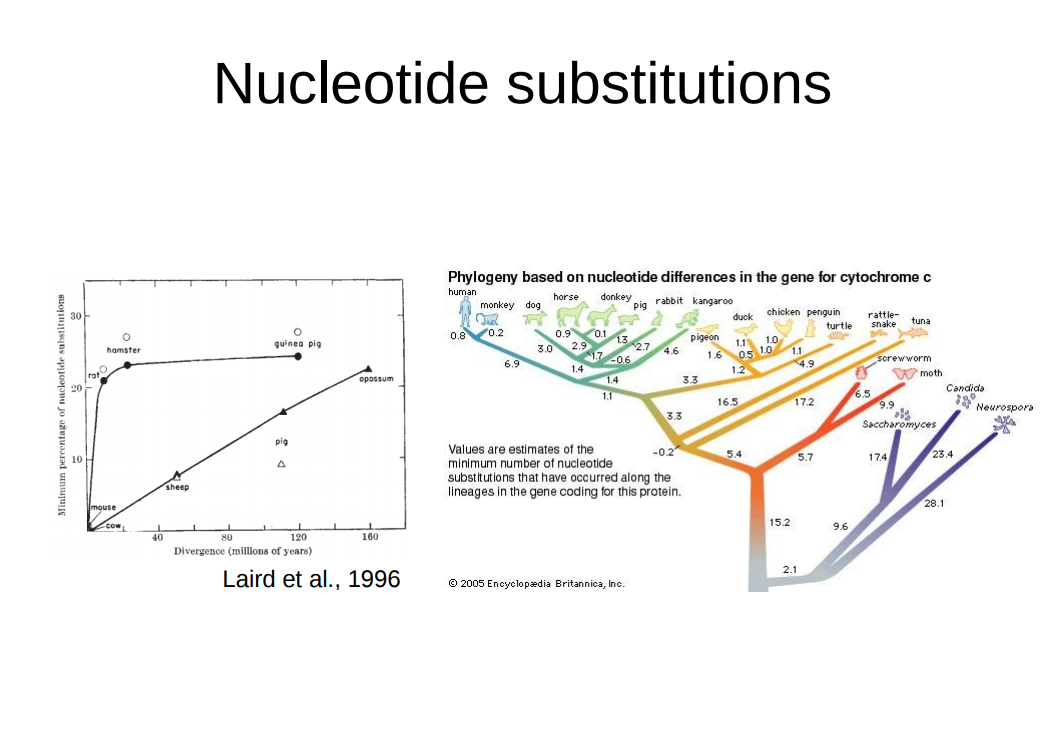 Nucleotide substitutions
Minimum percentage of nucleotide substitutions
30
20
10
hamster
guinea pig
rat
opossum
pig
sheep
mouse
cow
40
80
120
160
Divergence (millions of years)
Laird et al., 1996
Phylogeny based on nucleotide differences in the gene for cytochrome c
human
monkey
dog
horse
donkey
pig
rabbit
kangaroo
pigeon
duck
chicken
penguin
turtle
rattle-
snake
tuna
screwworm
moth
Candida
Neurospora
Saccharomyces
0.8
0.2
6.9
3.0
0.9
0.1
2.9
1.3
1.7
-0.6
2.7
4.6
1.4
1.4
1.1
3.3
1.6
1.1
0.5
1.0
1.0
1.1
1.2
4.9
3.3
16.5
17.2
-0.2
5.4
5.7
6.5
9.9
17.4
23.4
28.1
15.2
9.6
2.1
Values are estimates of the
minimum number of nucleotide
substitutions that have occurred along the
lineages in the gene coding for this protein.
© 2005 Encyclopædia Britannica, Inc.